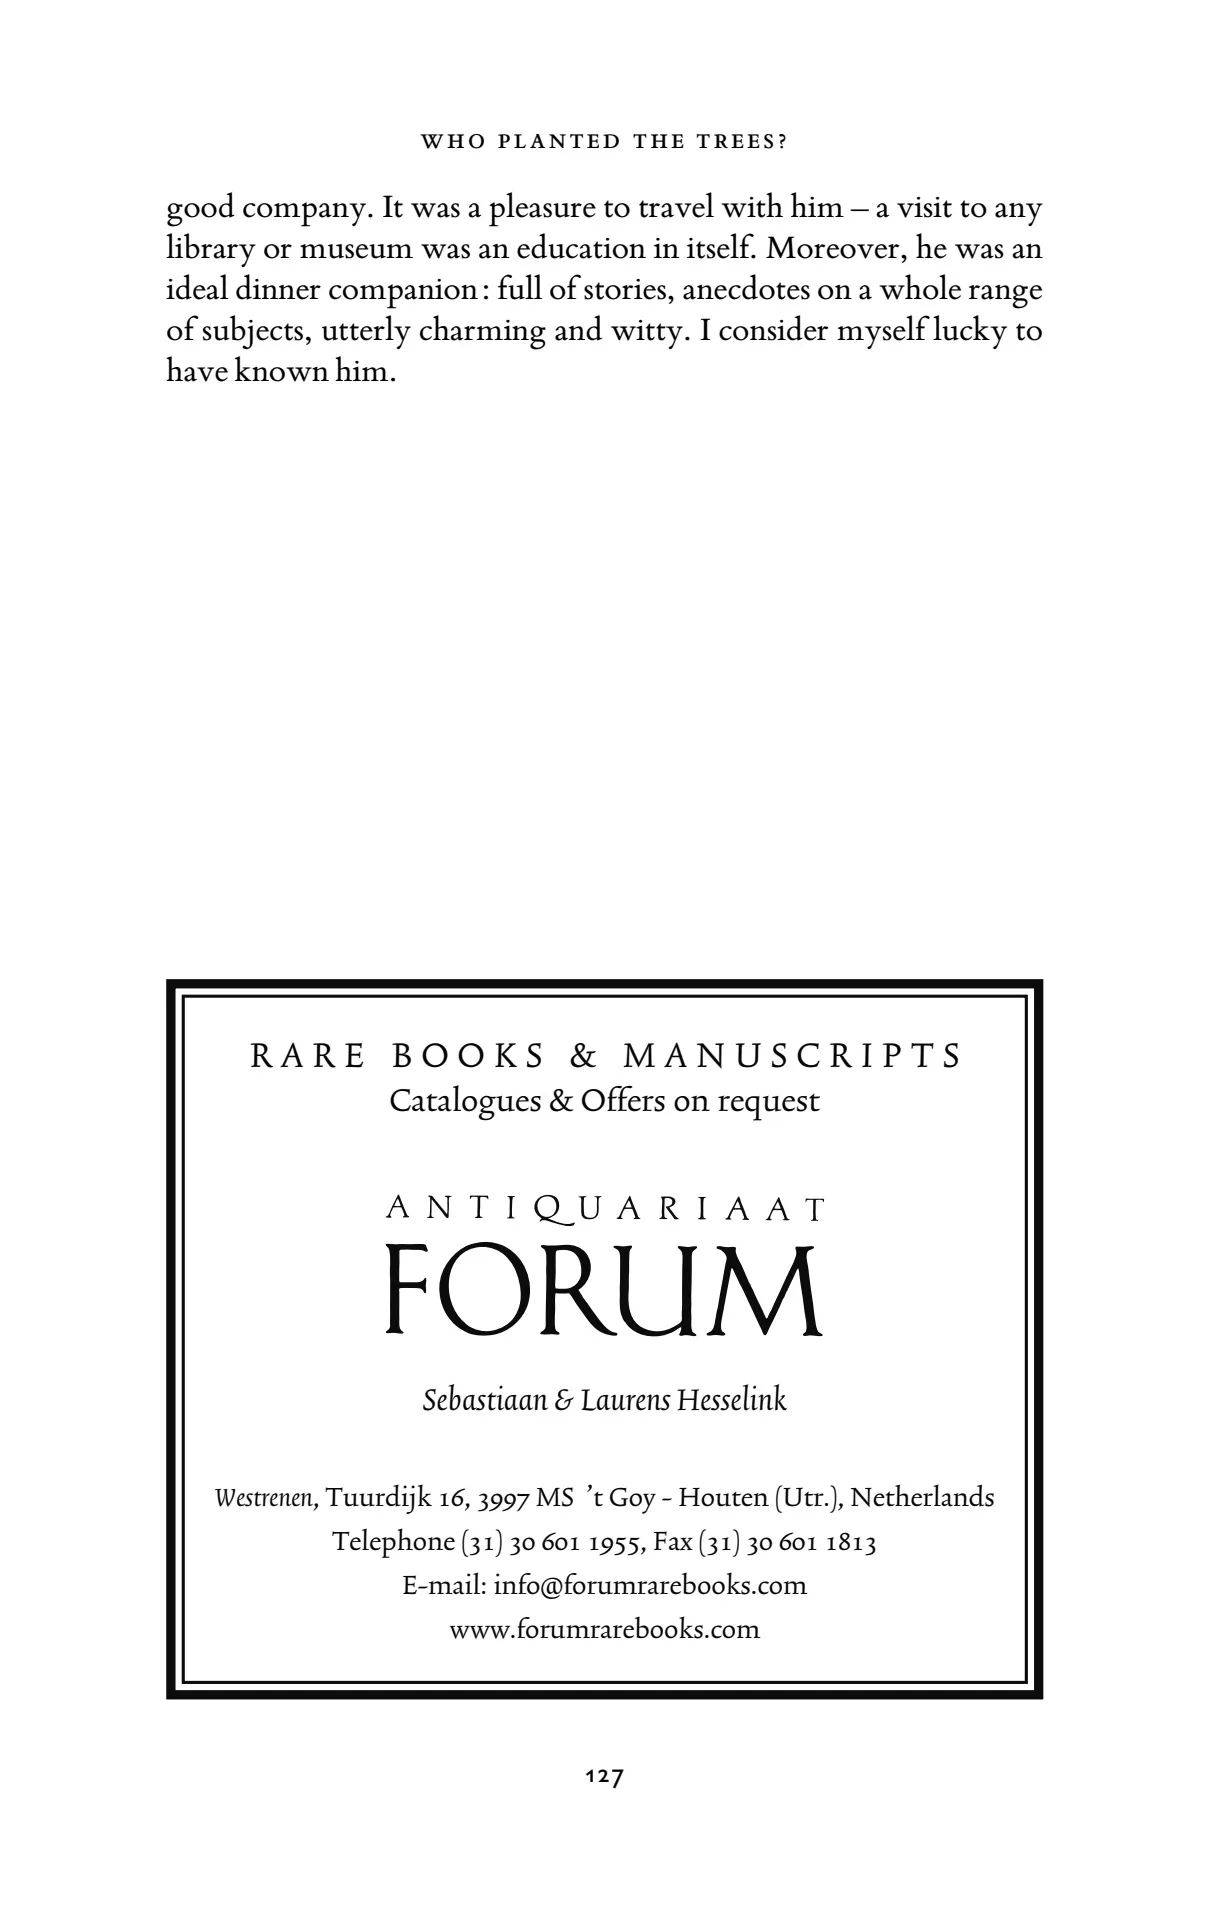 WHO PLANTED THE TREES?
good company. It was a pleasure to travel with him – a visit to any
library or museum was an education in itself. Moreover, he was an
ideal dinner companion: full of stories, anecdotes on a whole range
of subjects, utterly charming and witty. I consider myself lucky to
have known him.
RARE BOOKS & MANUSCRIPTS
Catalogues & Offers on request
ANTIQUARIAAT
FORUM
Sebastiaan & Laurens Hesselink
Westrenen, Tuurdijk 16, 3997 MS ’t Goy - Houten (Utr.), Netherlands
Telephone (31) 30 601 1955, Fax (31) 30 601 1813
E-mail: info@forumrarebooks.com
www.forumrarebooks.com
127